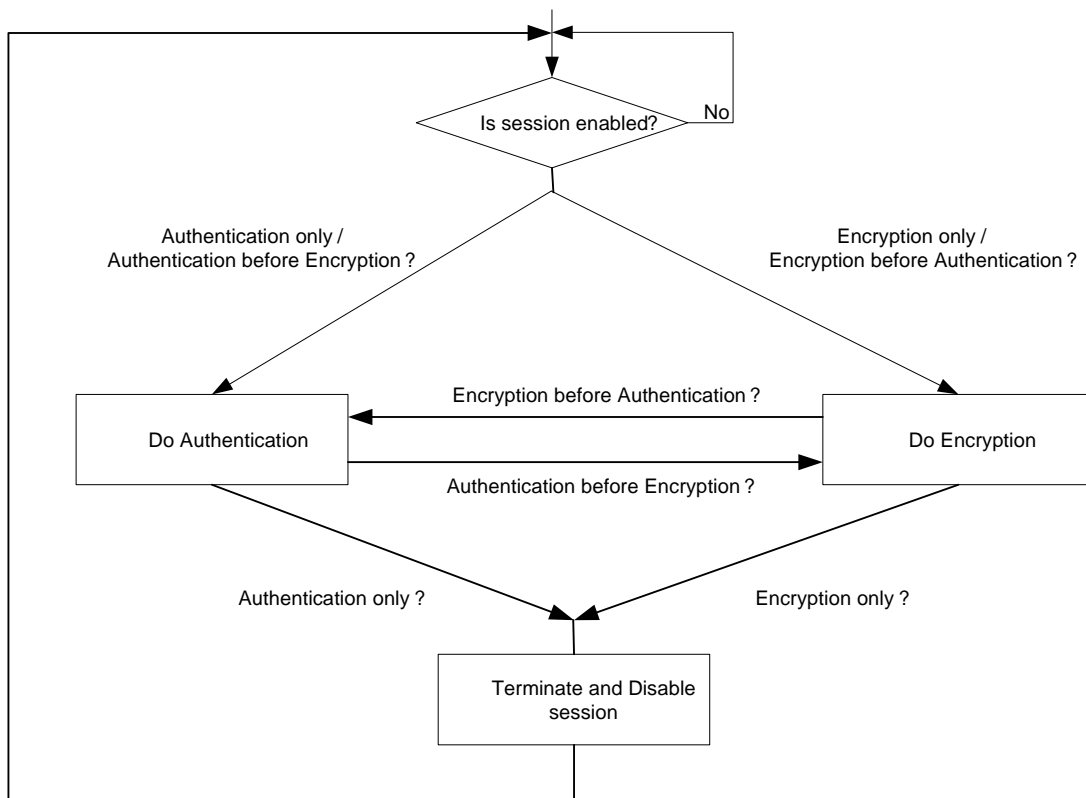 Is session enabled?
No
Authentication only /
Authentication before Encryption ?
Encryption only /
Encryption before Authentication ?
Encryption before Authentication ?
Do Authentication
Do Encryption
Authentication before Encryption ?
Authentication only ?
Encryption only ?
Terminate and Disable
session